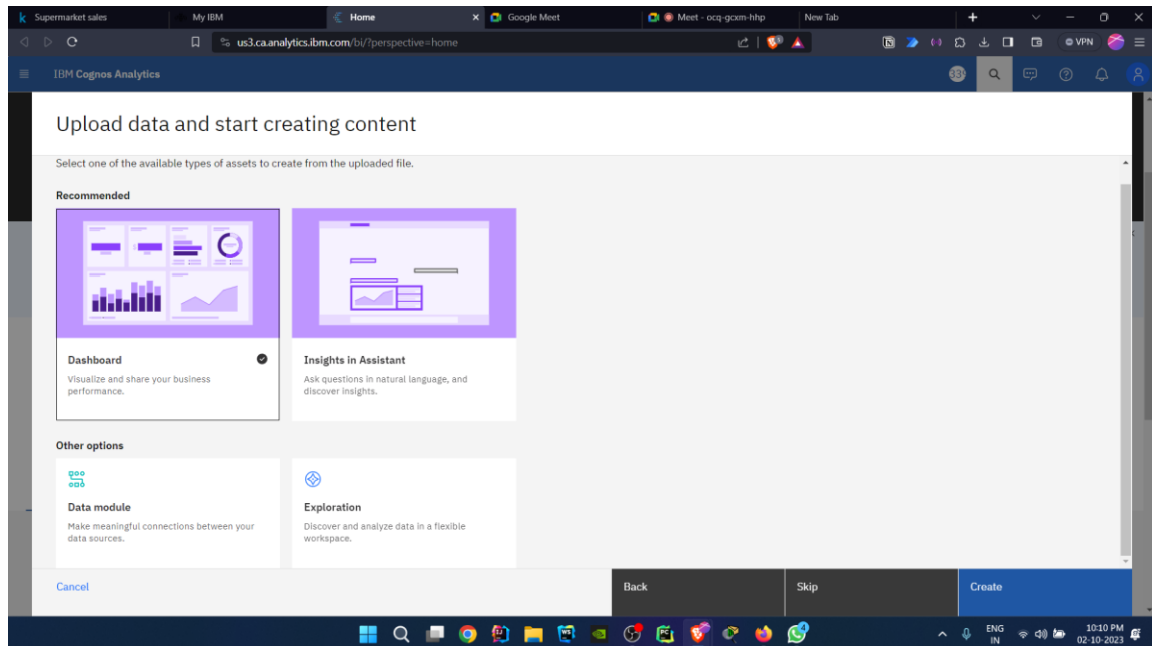 Supermarket sales
My IBM
Home
Google Meet
Meet - ocq-gcxm-hhp
New Tab
us3.ca.analytics.ibm.com/bi/?perspective=home
VPN
IBM Cognos Analytics
Upload data and start creating content
Select one of the available types of assets to create from the uploaded file.
Recommended
Dashboard
Visualize and share your business
performance.
Insights in Assistant
Ask questions in natural language, and
discover insights.
Other options
Data module
Make meaningful connections between your
data sources.
Exploration
Discover and analyze data in a flexible
workspace.
Cancel
Back
Skip
Create
ENG
IN
10:10 PM
02-10-2023